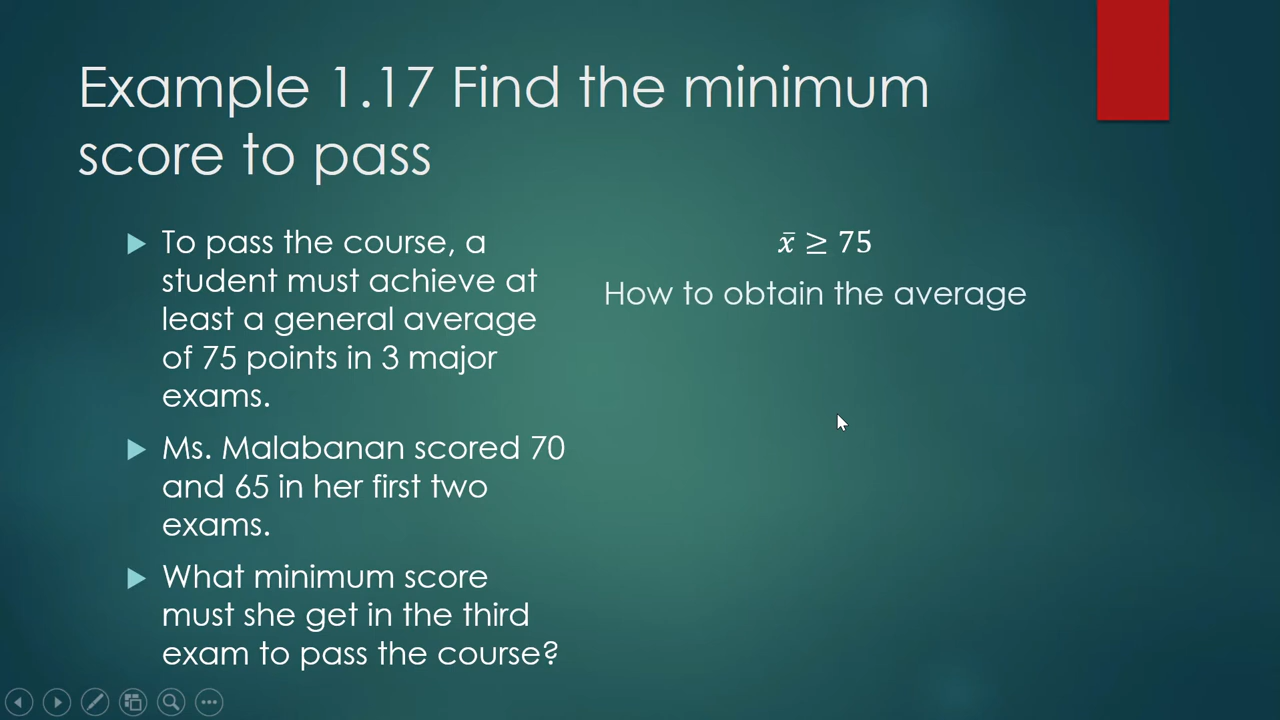 Example 1.17 Find the minimum
score to pass
To pass the course, a
student must achieve at
least a general average
of 75 points in 3 major
exams.
Ms. Malabanan scored 70
and 65 in her first two
exams.
What minimum score
must she get in the third
exam to pass the course?
x̄ ≥ 75
How to obtain the average